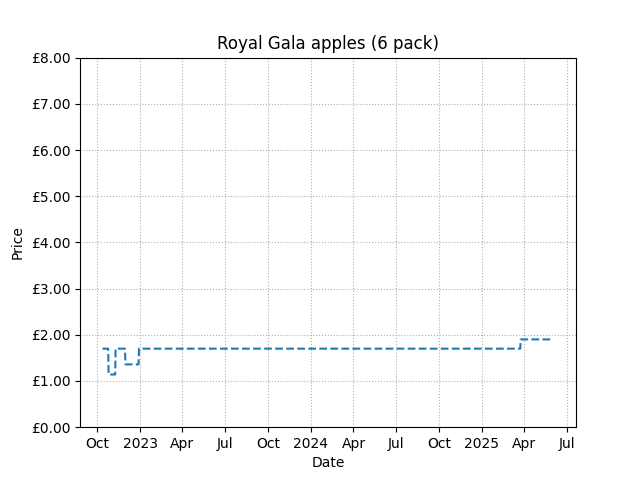 Royal Gala apples (6 pack)
£8.00
£7.00
£6.00
£5.00
£4.00
£3.00
£2.00
£1.00
£0.00
Price
Oct 2023 Apr Jul Oct 2024 Apr Jul Oct 2025 Apr Jul
Date